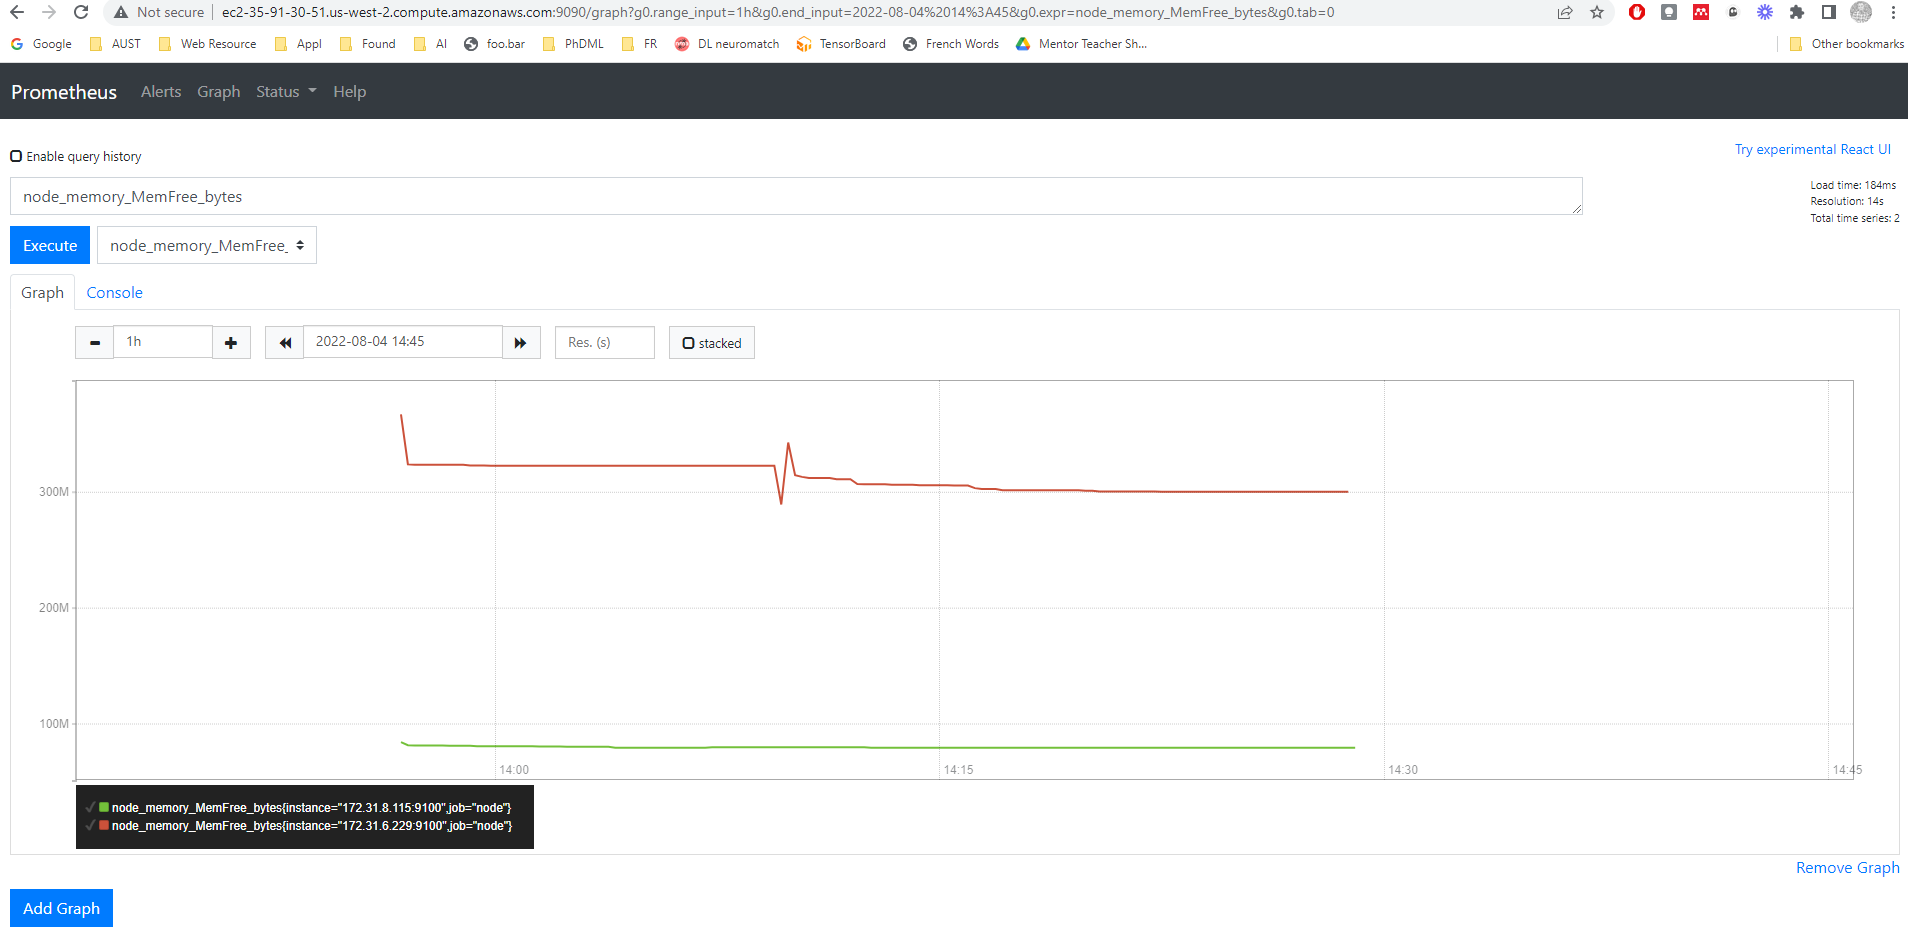 Not secure ec2-35-91-30-51.us-west-2.compute.amazonaws.com:9090/graph?g0.range_input=1h&g0.end_input=2022-08-04%2014%3A45&g0.expr=node_memory_MemFree_bytes&g0.tab=0
Google AUST Web Resource Appl Found AI foo.bar PhDML FR DL neuromatch TensorBoard French Words Mentor Teacher Sh... Other bookmarks
Prometheus Alerts Graph Status Help
Enable query history
Try experimental React UI
node_memory_MemFree_bytes
Load time: 184ms
Resolution: 14s
Total time series: 2
Execute node_memory_MemFree_
Graph Console
1h 2022-08-04 14:45 Res. (s) stacked
300M
200M
100M
14:00 14:15 14:30 14:45
node_memory_MemFree_bytes{instance="172.31.8.115:9100",job="node"}
node_memory_MemFree_bytes{instance="172.31.6.229:9100",job="node"}
Remove Graph
Add Graph